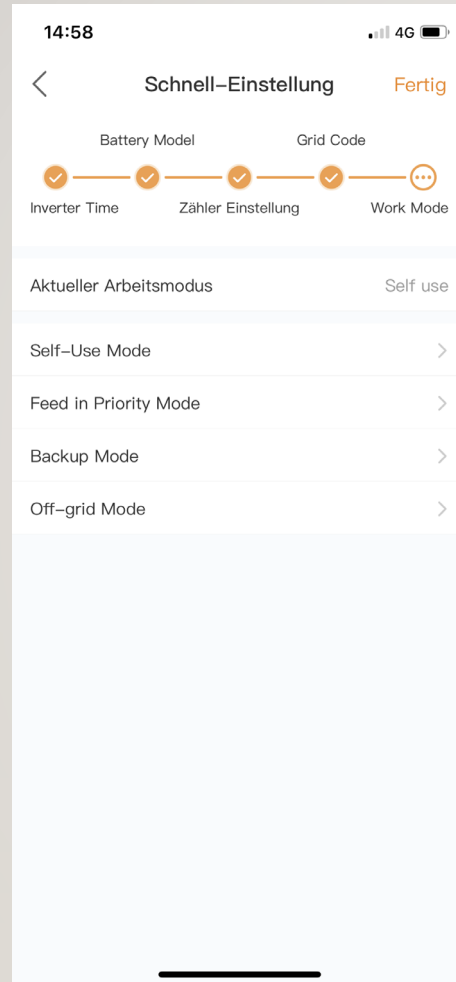 14:58
4G
Schnell-Einstellung
Fertig
Battery Model
Grid Code
Inverter Time
Zähler Einstellung
Work Mode
Aktueller Arbeitsmodus
Self use
Self-Use Mode
Feed in Priority Mode
Backup Mode
Off-grid Mode